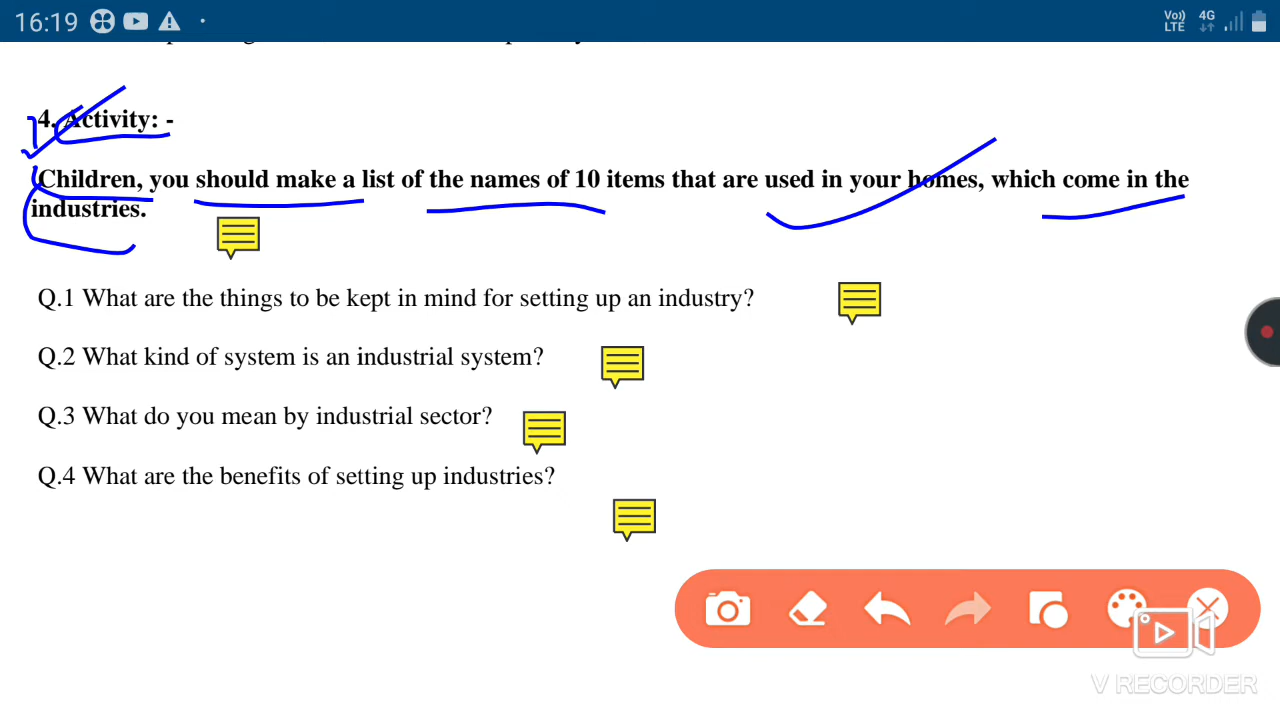 16:19
Vo)) 4G
LTE
4. Activity: -
Children, you should make a list of the names of 10 items that are used in your homes, which come in the
industries.
Q.1 What are the things to be kept in mind for setting up an industry?
Q.2 What kind of system is an industrial system?
Q.3 What do you mean by industrial sector?
Q.4 What are the benefits of setting up industries?
V RECORDER